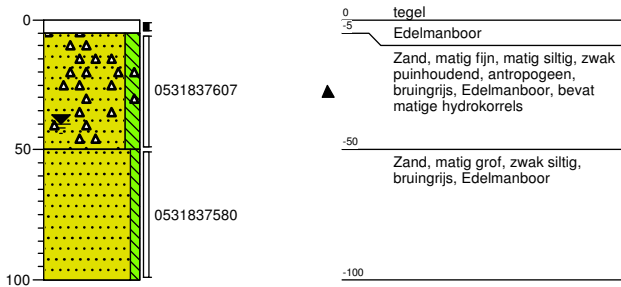 0
50
100
0531837607
0531837580
0
tegel
-5
Edelmanboor
Zand, matig fijn, matig siltig, zwak
puinhoudend, antropogeen,
bruingrijs, Edelmanboor, bevat
matige hydrokorrels
-50
Zand, matig grof, zwak siltig,
bruingrijs, Edelmanboor
-100